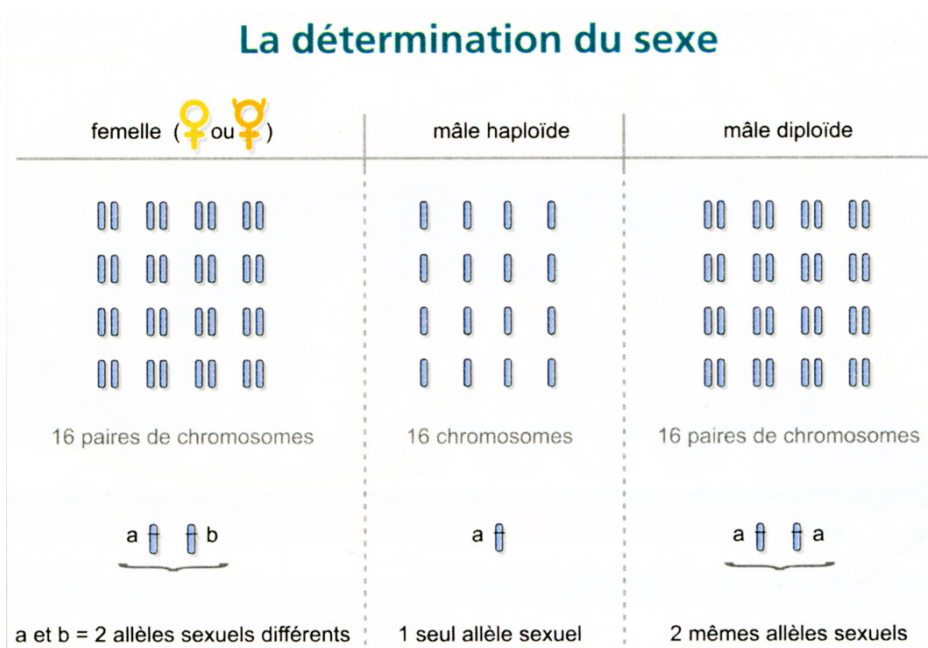 La détermination du sexe
femelle (♀ ou ☿)
mâle haploïde
mâle diploïde
16 paires de chromosomes
16 chromosomes
16 paires de chromosomes
a b
a
a a
a et b = 2 allèles sexuels différents
1 seul allèle sexuel
2 mêmes allèles sexuels